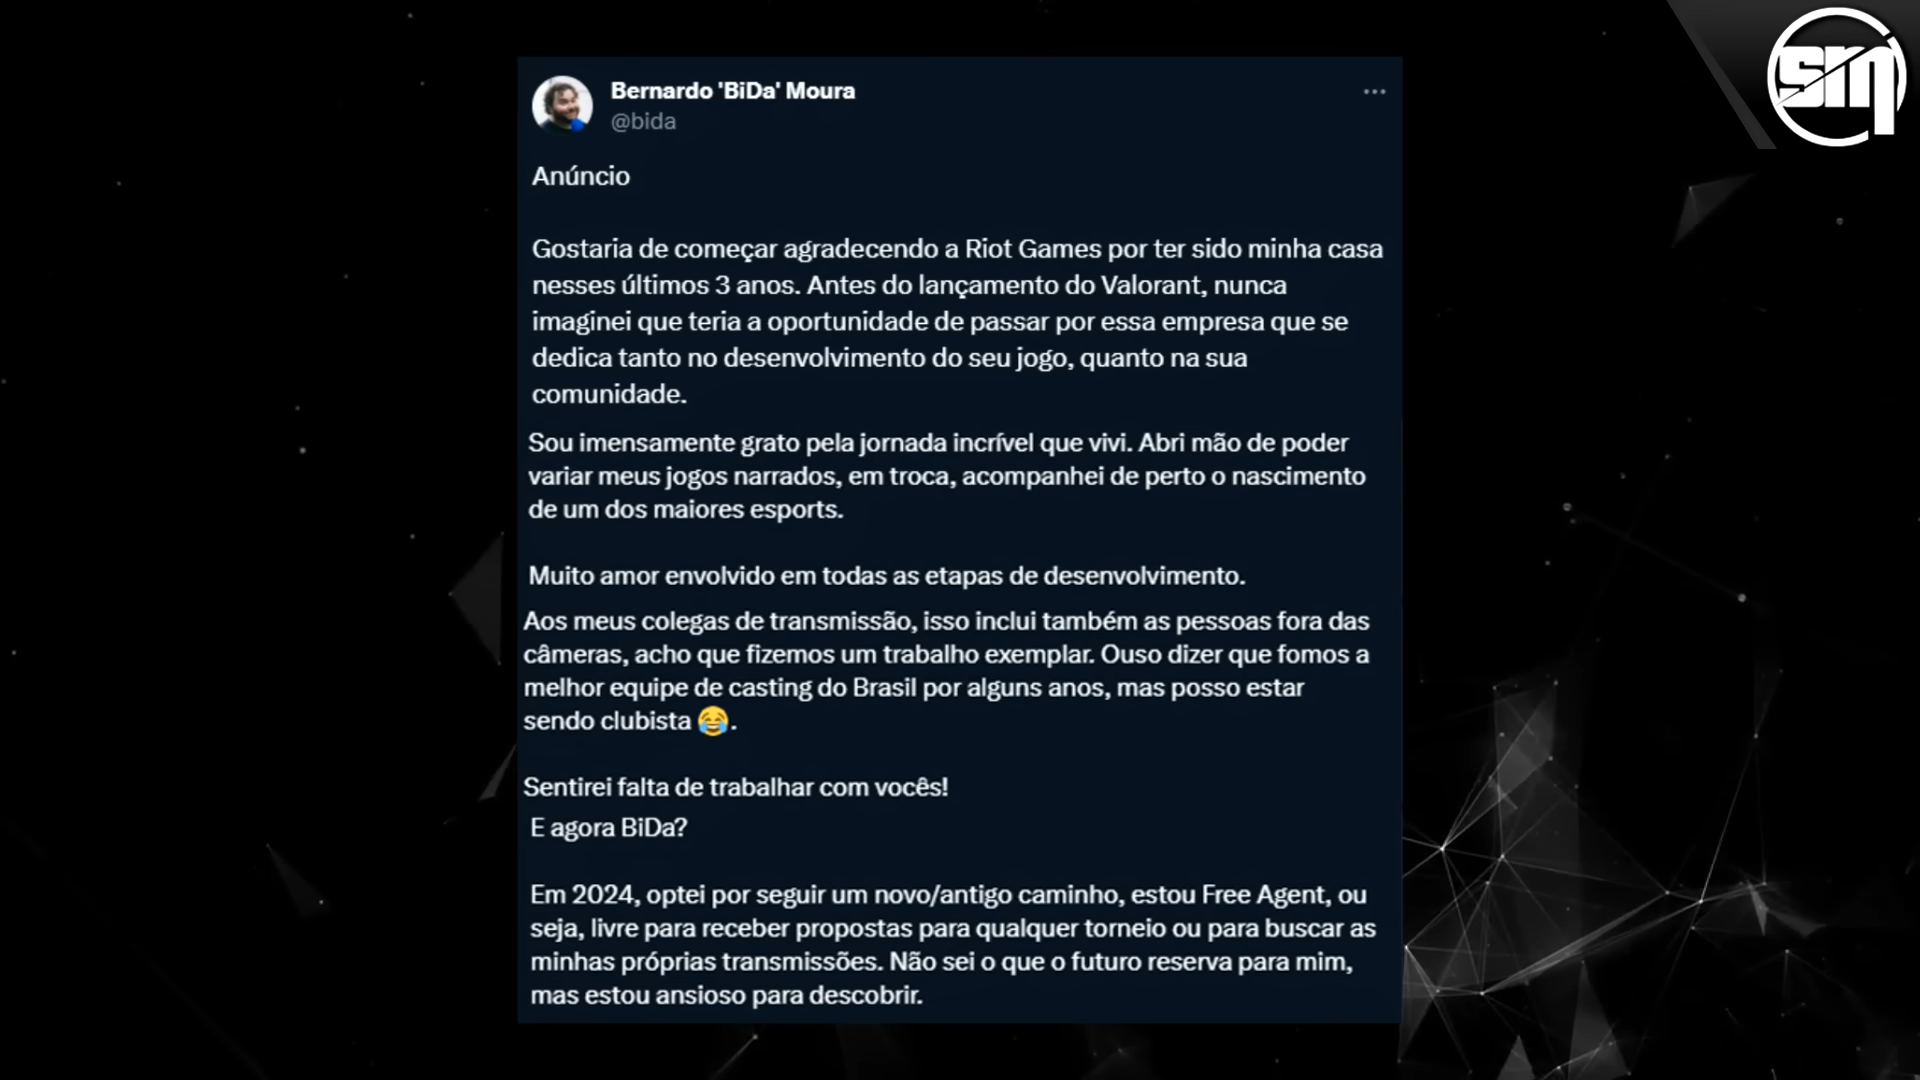 SMN
Bernardo 'BiDa' Moura
@bida
Anúncio
Gostaria de começar agradecendo a Riot Games por ter sido minha casa
nesses últimos 3 anos. Antes do lançamento do Valorant, nunca
imaginei que teria a oportunidade de passar por essa empresa que se
dedica tanto no desenvolvimento do seu jogo, quanto na sua
comunidade.
Sou imensamente grato pela jornada incrível que vivi. Abri mão de poder
variar meus jogos narrados, em troca, acompanhei de perto o nascimento
de um dos maiores esports.
Muito amor envolvido em todas as etapas de desenvolvimento.
Aos meus colegas de transmissão, isso inclui também as pessoas fora das
câmeras, acho que fizemos um trabalho exemplar. Ouso dizer que fomos a
melhor equipe de casting do Brasil por alguns anos, mas posso estar
sendo clubista 😂.
Sentirei falta de trabalhar com vocês!
E agora BiDa?
Em 2024, optei por seguir um novo/antigo caminho, estou Free Agent, ou
seja, livre para receber propostas para qualquer torneio ou para buscar as
minhas próprias transmissões. Não sei o que o futuro reserva para mim,
mas estou ansioso para descobrir.